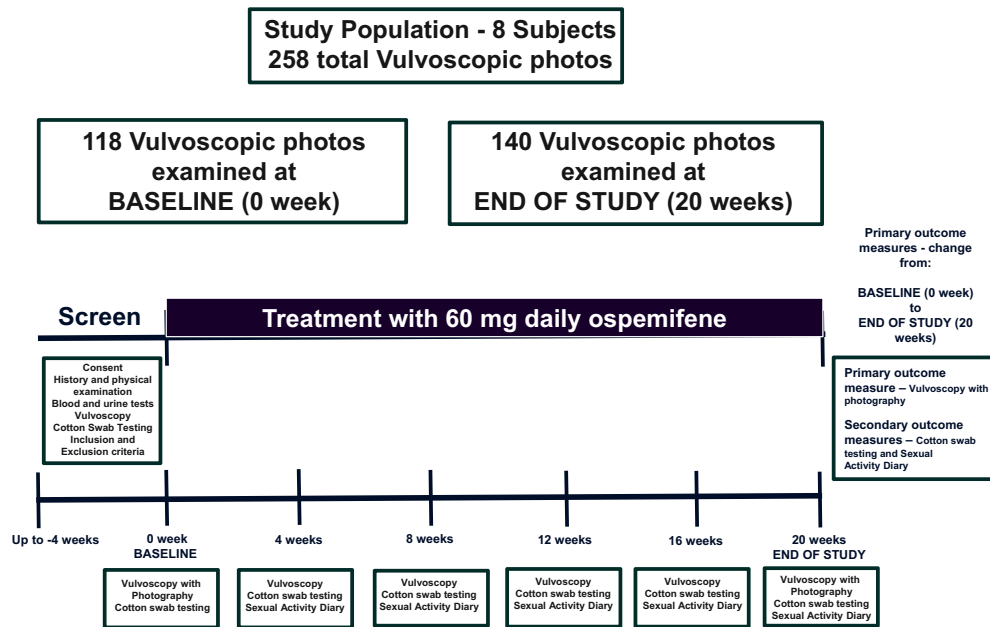 Study Population - 8 Subjects
258 total Vulvoscopic photos
118 Vulvoscopic photos
examined at
BASELINE (0 week)
140 Vulvoscopic photos
examined at
END OF STUDY (20 weeks)
Primary outcome
measures - change
from:
BASELINE (0 week)
to
END OF STUDY (20
weeks)
Screen
Treatment with 60 mg daily ospemifene
Consent
History and physical
examination
Blood and urine tests
Vulvoscopy
Cotton Swab Testing
Inclusion and
Exclusion criteria
Primary outcome
measure – Vulvoscopy with
photography
Secondary outcome
measures – Cotton swab
testing and Sexual
Activity Diary
Up to -4 weeks
0 week
BASELINE
4 weeks
8 weeks
12 weeks
16 weeks
20 weeks
END OF STUDY
Vulvoscopy with
Photography
Cotton swab testing
Vulvoscopy
Cotton swab testing
Sexual Activity Diary
Vulvoscopy
Cotton swab testing
Sexual Activity Diary
Vulvoscopy
Cotton swab testing
Sexual Activity Diary
Vulvoscopy
Cotton swab testing
Sexual Activity Diary
Vulvoscopy with
Photography
Cotton swab testing
Sexual Activity Diary